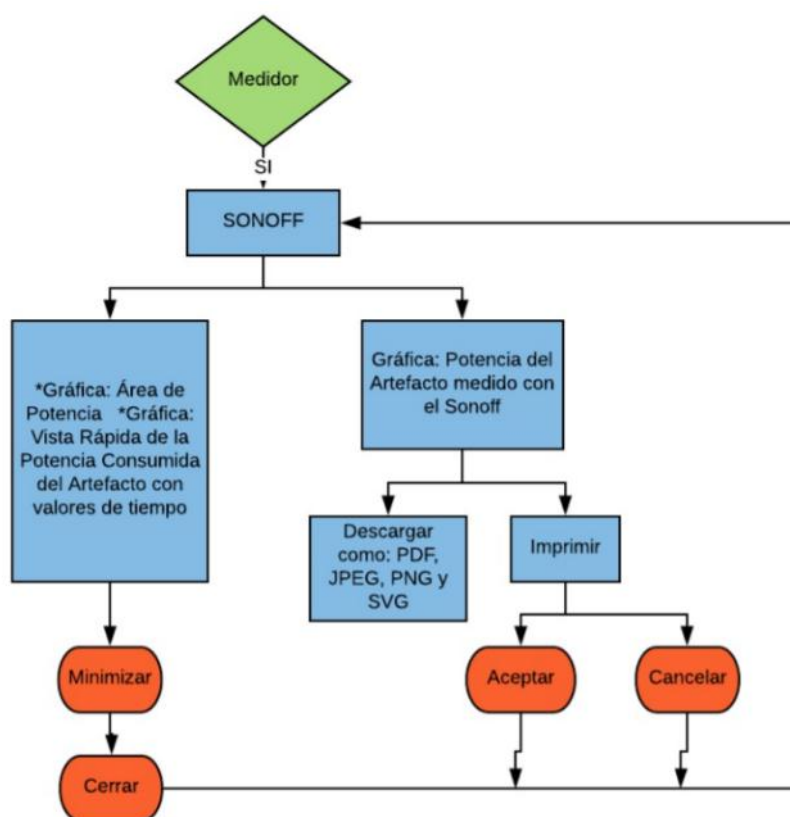 Medidor
SI
SONOFF
*Gráfica: Área de
Potencia *Gráfica:
Vista Rápida de la
Potencia Consumida
del Artefacto con
valores de tiempo
Gráfica: Potencia del
Artefacto medido con
el Sonoff
Descargar
como: PDF,
JPEG, PNG y
SVG
Imprimir
Minimizar
Aceptar
Cancelar
Cerrar